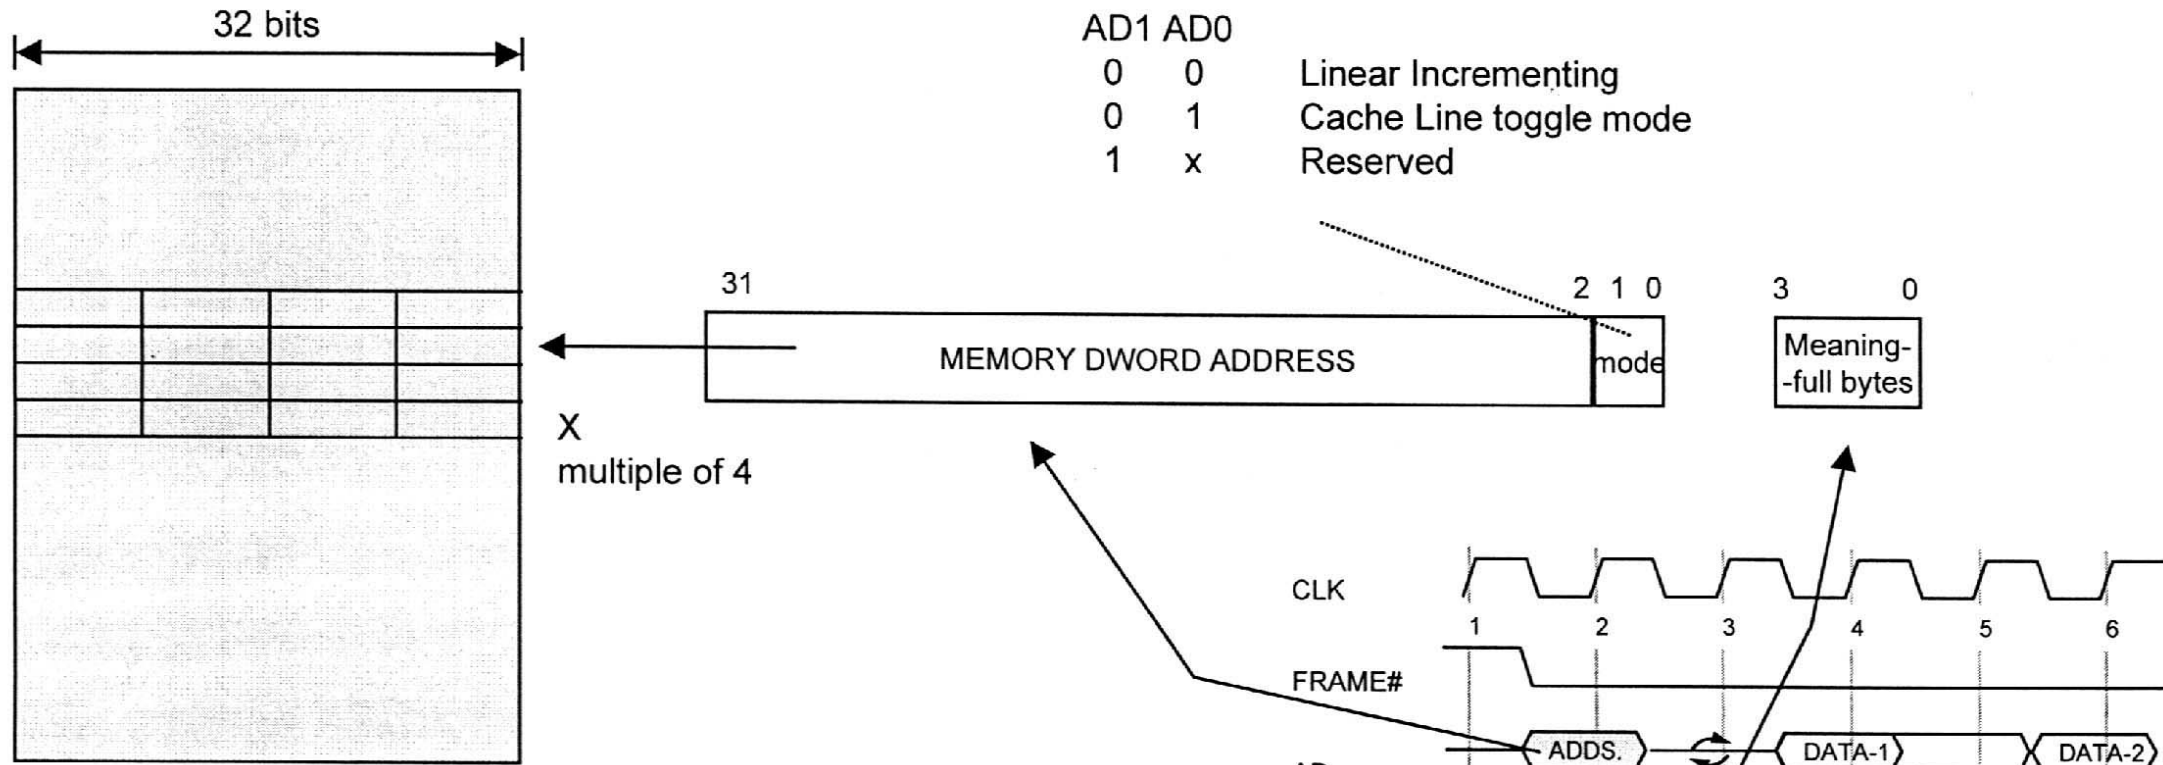 32 bits
AD1 AD0
0 0 Linear Incrementing
0 1 Cache Line toggle mode
1 x Reserved
31 2 1 0 3 0
MEMORY DWORD ADDRESS
mode
Meaning-
-full bytes
X
multiple of 4
CLK
1 2 3 4 5 6
FRAME#
ADDS. DATA-1 DATA-2